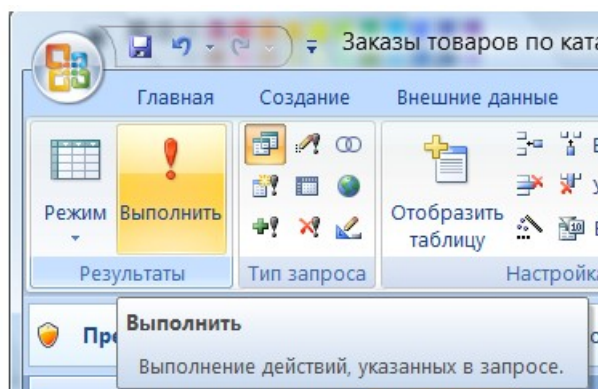 Заказы товаров по ката
Главная Создание Внешние данные
Режим Выполнить Отобразить таблицу
Результаты Тип запроса Настройка
Выполнить
Выполнение действий, указанных в запросе.